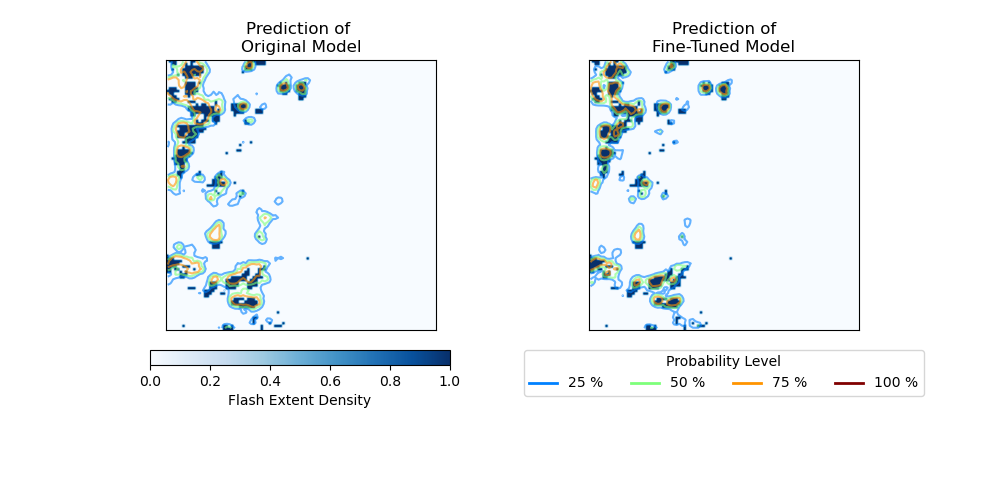 Prediction of
Original Model
Prediction of
Fine-Tuned Model
0.0 0.2 0.4 0.6 0.8 1.0
Flash Extent Density
Probability Level
25 % 50 % 75 % 100 %